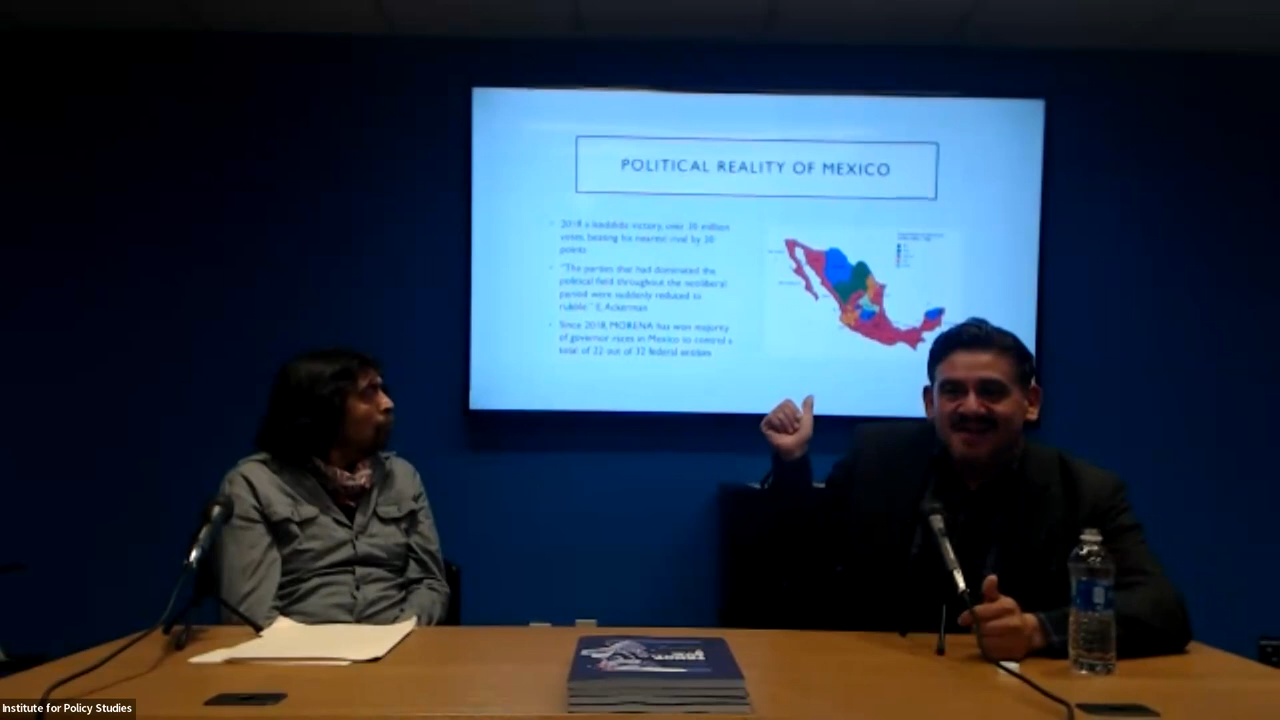 POLITICAL REALITY OF MEXICO
2018 a landslide victory, over 30 million
votes, beating his nearest rival by 30
points
"The parties that had dominated the
political field throughout the neoliberal
period were suddenly reduced to
rubble." E. Ackerman
Since 2018, MORENA has won majority
of governor races in Mexico to control a
total of 22 out of 32 federal entities
Institute for Policy Studies